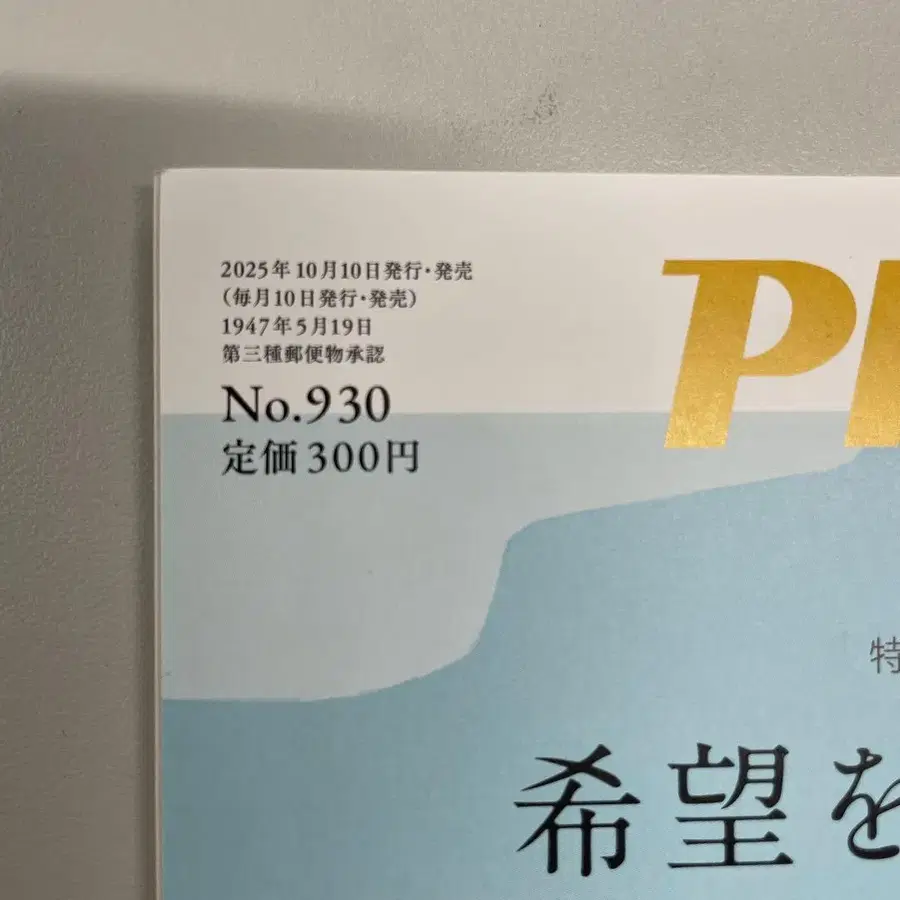 2025年10月10日発行・発売
（毎月10日発行・発売）
1947年5月19日
第三種郵便物承認
No.930
定価300円
PH
特
希望を